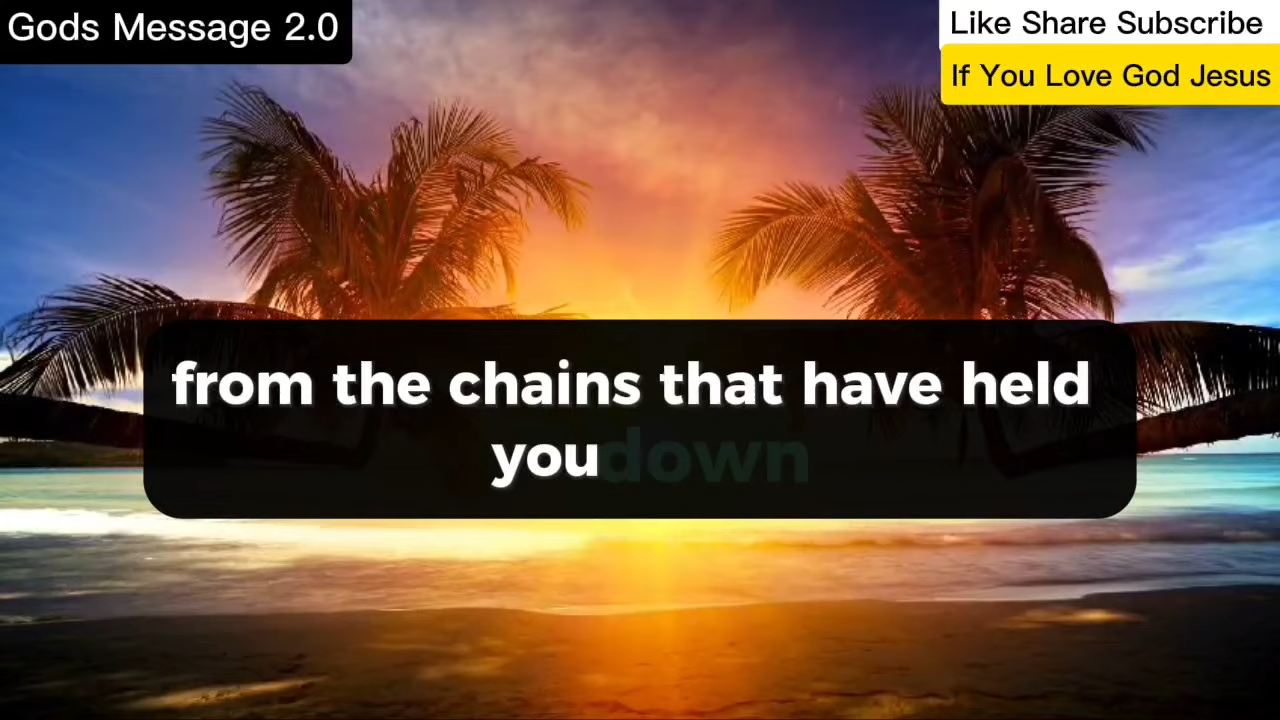 Gods Message 2.0
Like Share Subscribe
If You Love God Jesus
from the chains that have held
you down